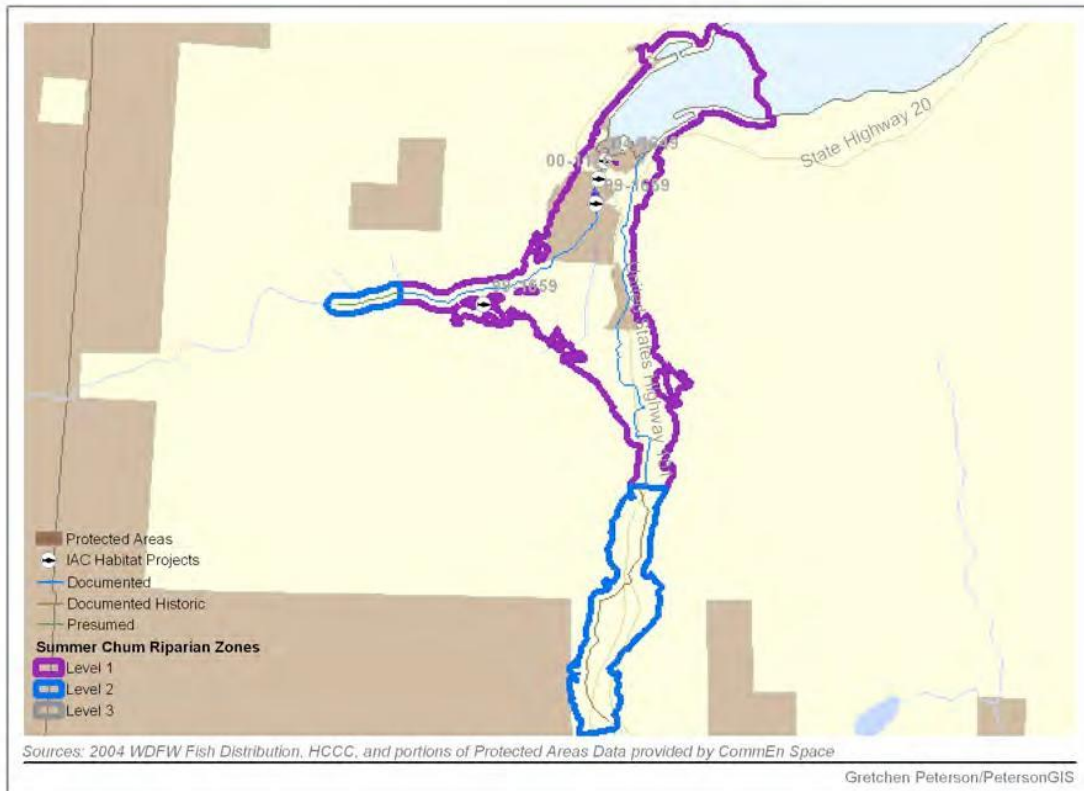 State Highway 20
99-1659
99-1659
United States Highway 101
Protected Areas
IAC Habitat Projects
Documented
Documented Historic
Presumed
Summer Chum Riparian Zones
Level 1
Level 2
Level 3
Sources: 2004 WDFW Fish Distribution, HCCC, and portions of Protected Areas Data provided by CommEn Space
Gretchen Peterson/PetersonGIS